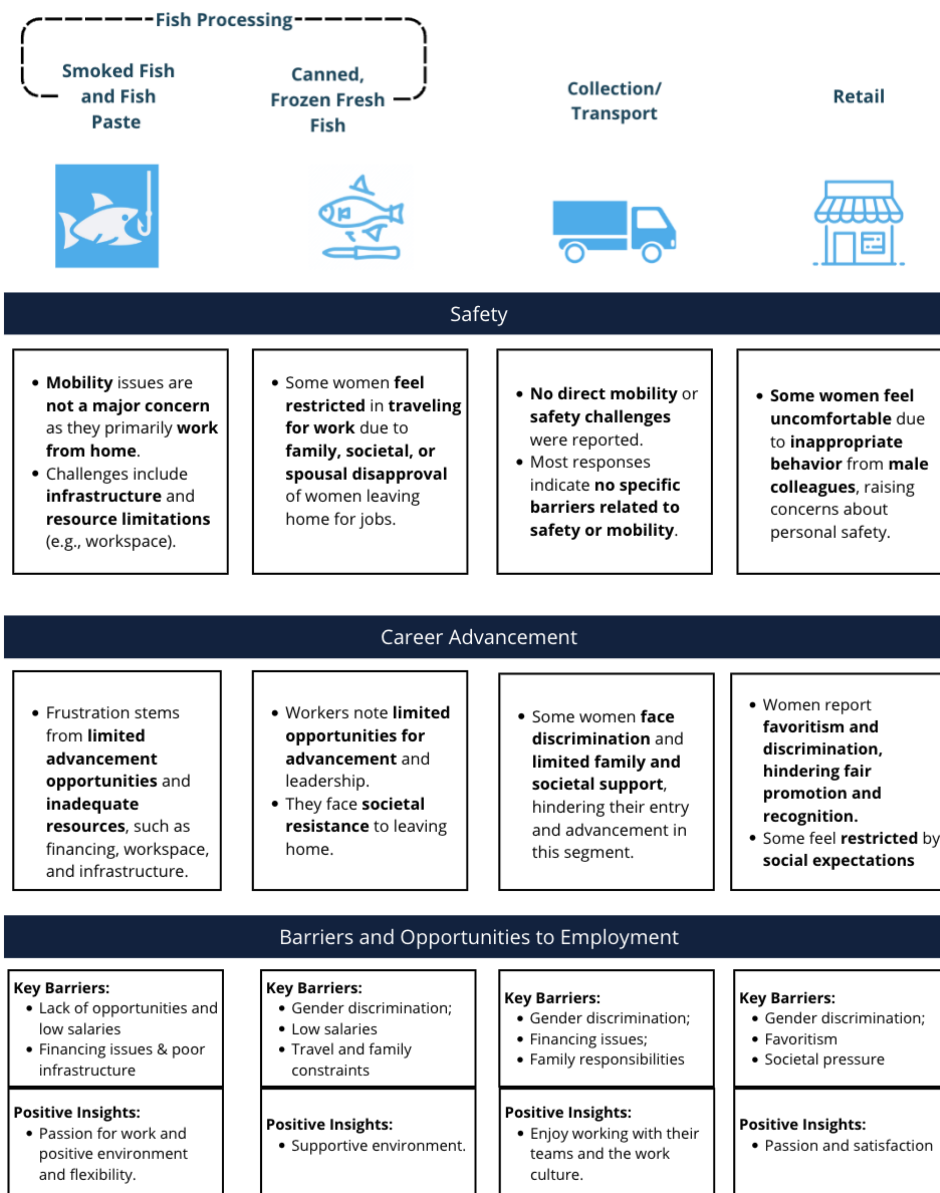 Fish Processing
Smoked Fish
and Fish
Paste
Canned,
Frozen Fresh
Fish
Collection/
Transport
Retail
Safety
• Mobility issues are
not a major concern
as they primarily work
from home.
• Challenges include
infrastructure and
resource limitations
(e.g., workspace).
• Some women feel
restricted in traveling
for work due to
family, societal, or
spousal disapproval
of women leaving
home for jobs.
• No direct mobility or
safety challenges
were reported.
• Most responses
indicate no specific
barriers related to
safety or mobility.
• Some women feel
uncomfortable due
to inappropriate
behavior from male
colleagues, raising
concerns about
personal safety.
Career Advancement
• Frustration stems
from limited
advancement
opportunities and
inadequate
resources, such as
financing, workspace,
and infrastructure.
• Workers note limited
opportunities for
advancement and
leadership.
• They face societal
resistance to leaving
home.
• Some women face
discrimination and
limited family and
societal support,
hindering their entry
and advancement in
this segment.
• Women report
favoritism and
discrimination,
hindering fair
promotion and
recognition.
• Some feel restricted by
social expectations
Barriers and Opportunities to Employment
Key Barriers:
• Lack of opportunities and
low salaries
• Financing issues & poor
infrastructure
Positive Insights:
• Passion for work and
positive environment
and flexibility.
Key Barriers:
• Gender discrimination;
• Low salaries
• Travel and family
constraints
Positive Insights:
• Supportive environment.
Key Barriers:
• Gender discrimination;
• Financing issues;
• Family responsibilities
Positive Insights:
• Enjoy working with their
teams and the work
culture.
Key Barriers:
• Gender discrimination;
• Favoritism
• Societal pressure
Positive Insights:
• Passion and satisfaction